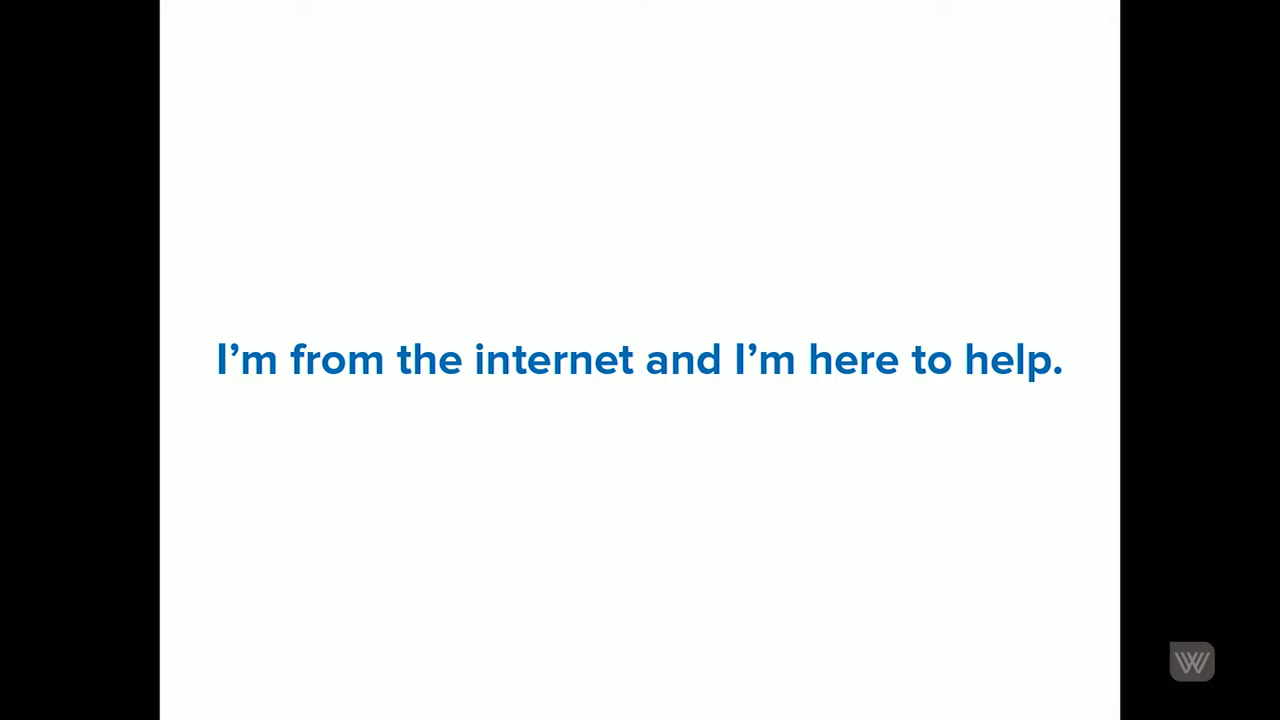 I’m from the internet and I’m here to help.